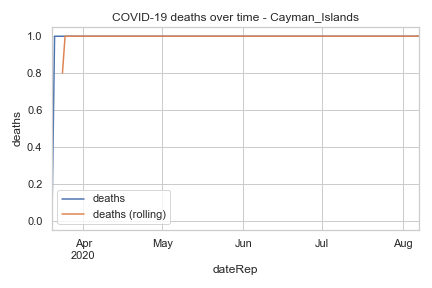 COVID-19 deaths over time - Cayman_Islands
deaths
1.0
0.8
0.6
0.4
0.2
0.0
deaths
deaths (rolling)
Apr May Jun Jul Aug
2020
dateRep